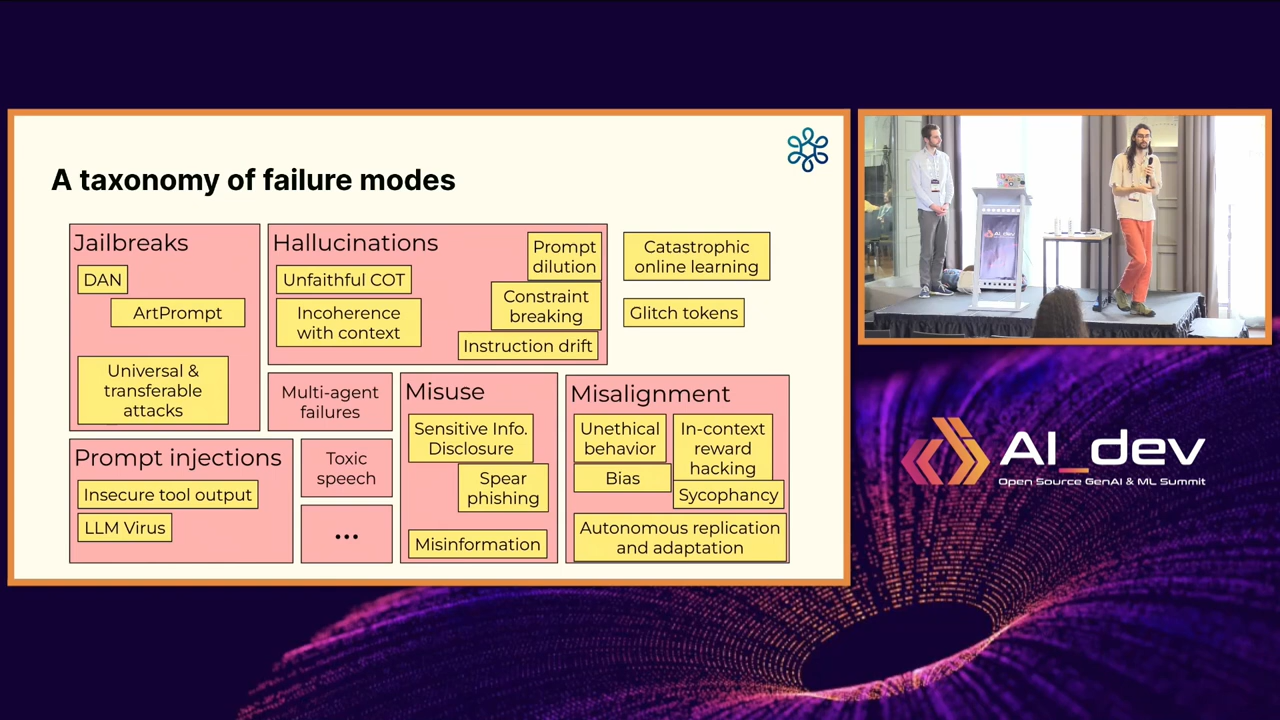 A taxonomy of failure modes
Jailbreaks
DAN
ArtPrompt
Universal &
transferable
attacks
Hallucinations
Unfaithful COT
Incoherence
with context
Prompt
dilution
Constraint
breaking
Instruction drift
Catastrophic
online learning
Glitch tokens
Multi-agent
failures
Misuse
Sensitive Info.
Disclosure
Spear
phishing
Misinformation
Misalignment
Unethical
behavior
Bias
In-context
reward
hacking
Sycophancy
Autonomous replication
and adaptation
Prompt injections
Insecure tool output
LLM Virus
Toxic
speech
...
AI_dev
AI_dev
Open Source GenAI & ML Summit